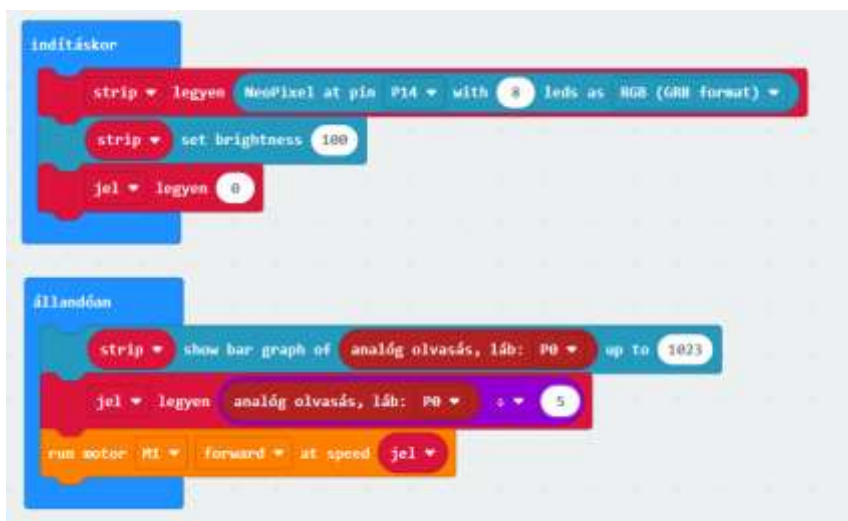 indításkor
strip legyen NeoPixel at pin P14 with 8 leds as RGB (GRB format)
strip set brightness 100
jel legyen 0
állandóan
strip show bar graph of analóg olvasás, láb: P0 up to 1023
jel legyen analóg olvasás, láb: P0 ÷ 5
run motor M1 forward at speed jel